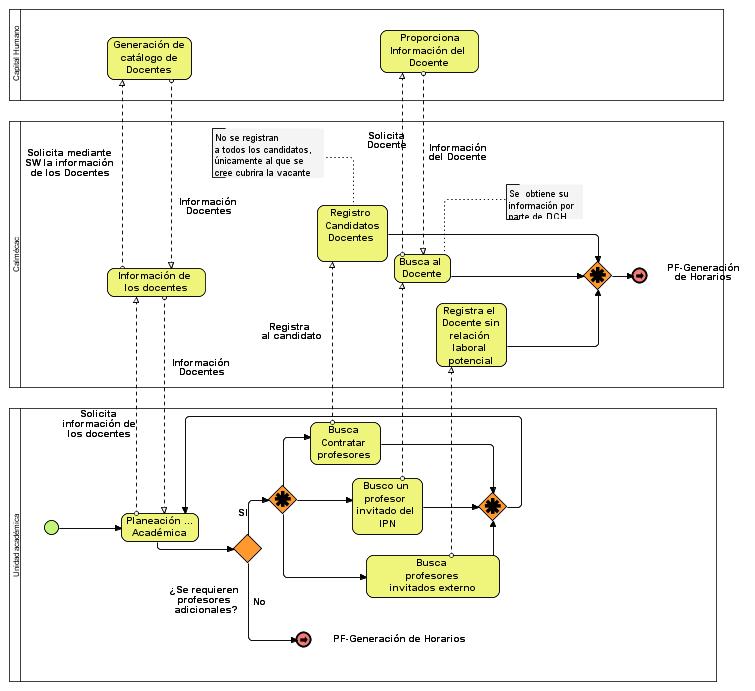 Capital Humano
Generación de
catálogo de
Docentes
Proporciona
Información del
Dcoente
Calmécac
Solicita mediante
SW la información
de los Docentes
Información
Docentes
No se registran
a todos los candidatos,
únicamente al que se
cree cubrira la vacante
Solicita
Docente
Información
del Docente
Se obtiene su
información por
parte de DCH
Registro
Candidatos
Docentes
Busca al
Docente
Información de
los docentes
PF-Generación
de Horarios
Registra el
Docente sin
relación
laboral
potencial
Registra
al candidato
Información
Docentes
Unidad académica
Solicita
información de
los docentes
Busca
Contratar
profesores
Busco un
profesor
invitado del
IPN
Planeación ...
Académica
SI
Busca
profesores
invitados externo
¿Se requieren
profesores
adicionales?
No
PF-Generación de Horarios